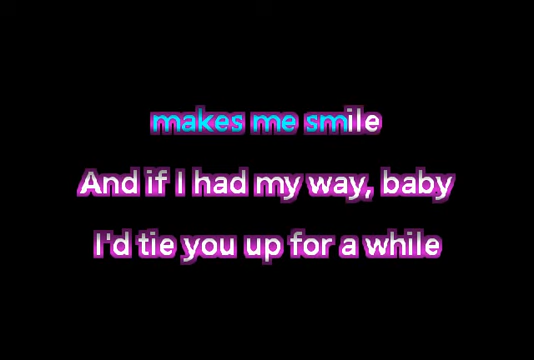 makes me smile
And if I had my way, baby
I'd tie you up for a while